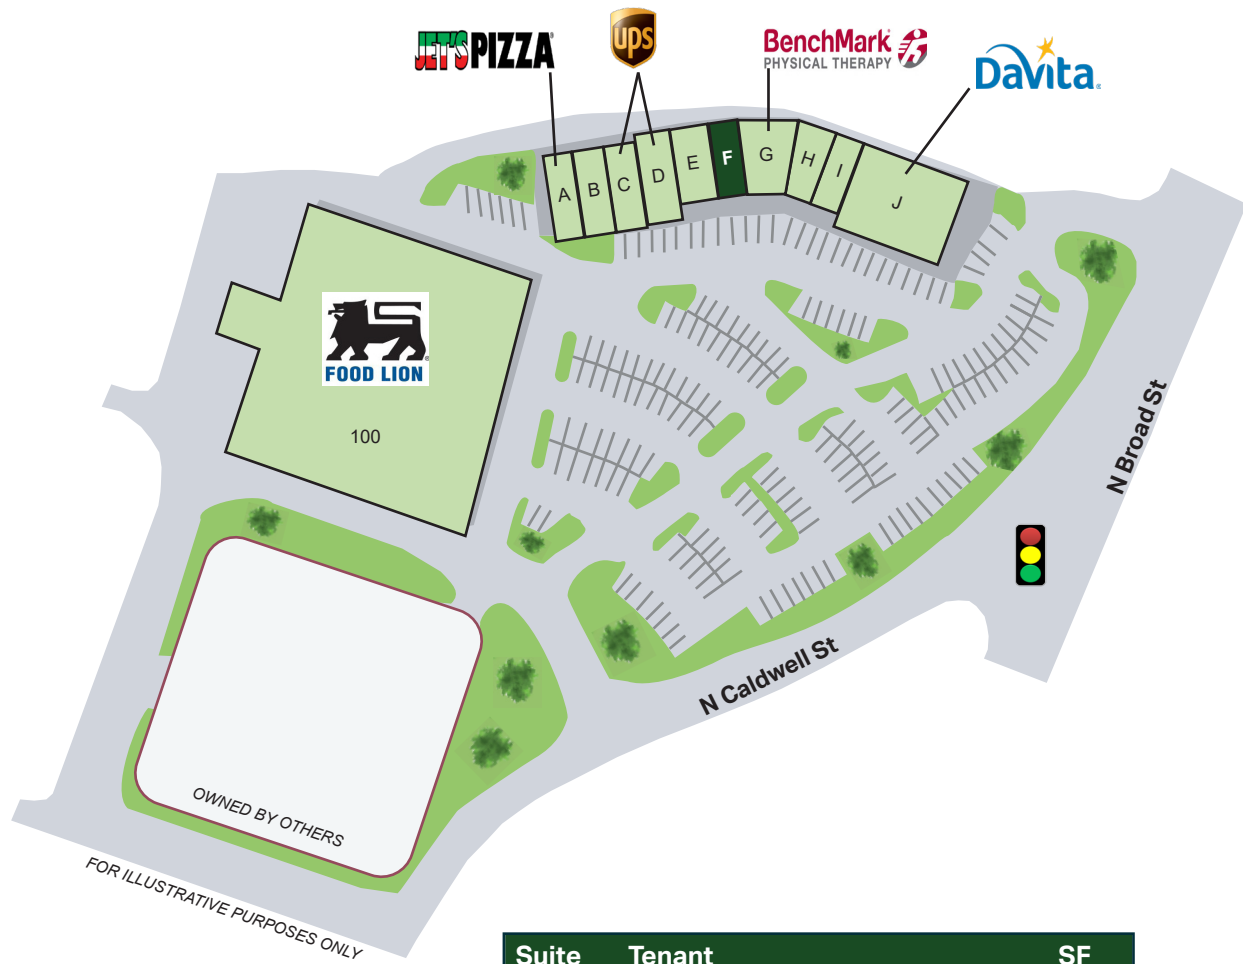 JET'S PIZZA
ups
BenchMark
PHYSICAL THERAPY
DaVita
A
B
C
D
E
F
G
H
I
J
FOOD LION
100
N Broad St
N Caldwell St
OWNED BY OTHERS
FOR ILLUSTRATIVE PURPOSES ONLY
Suite Tenant SF